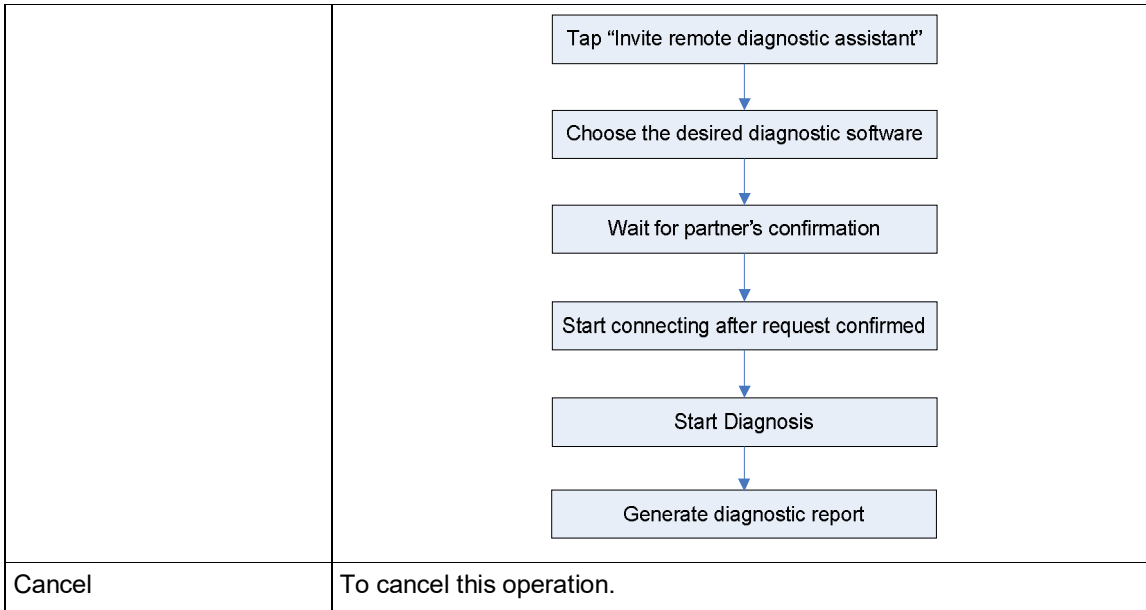 Tap “Invite remote diagnostic assistant”
Choose the desired diagnostic software
Wait for partner’s confirmation
Start connecting after request confirmed
Start Diagnosis
Generate diagnostic report
Cancel
To cancel this operation.